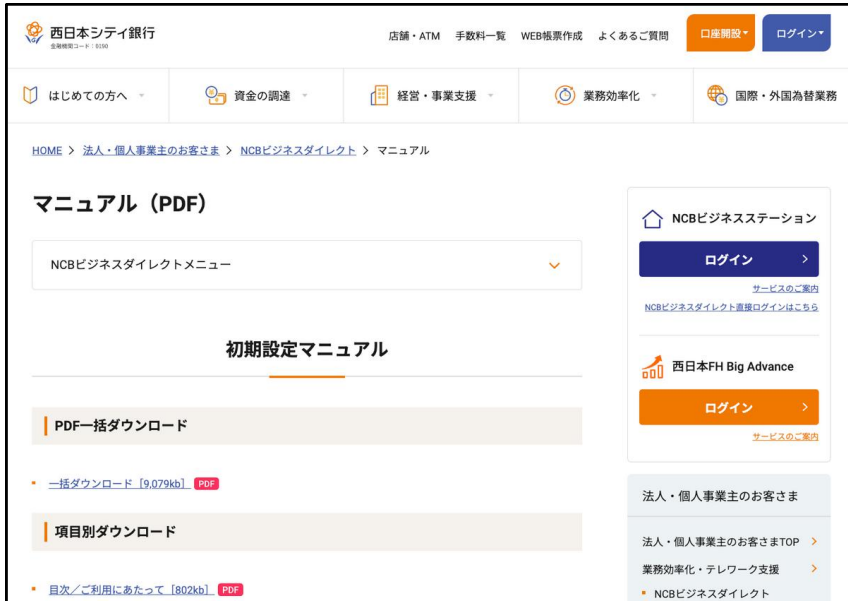 西日本シティ銀行
金融機関コード:0190
店舗・ATM 手数料一覧 WEB帳票作成 よくあるご質問
口座開設
ログイン
はじめての方へ
資金の調達
経営・事業支援
業務効率化
国際・外国為替業務
HOME > 法人・個人事業主のお客さま > NCBビジネスダイレクト > マニュアル
マニュアル(PDF)
NCBビジネスダイレクトメニュー
初期設定マニュアル
PDF一括ダウンロード
一括ダウンロード [9,079kb] PDF
項目別ダウンロード
目次/ご利用にあたって [802kb] PDF
NCBビジネスステーション
ログイン
サービスのご案内
NCBビジネスダイレクト直接ログインはこちら
西日本FH Big Advance
ログイン
サービスのご案内
法人・個人事業主のお客さま
法人・個人事業主のお客さまTOP
業務効率化・テレワーク支援
NCBビジネスダイレクト